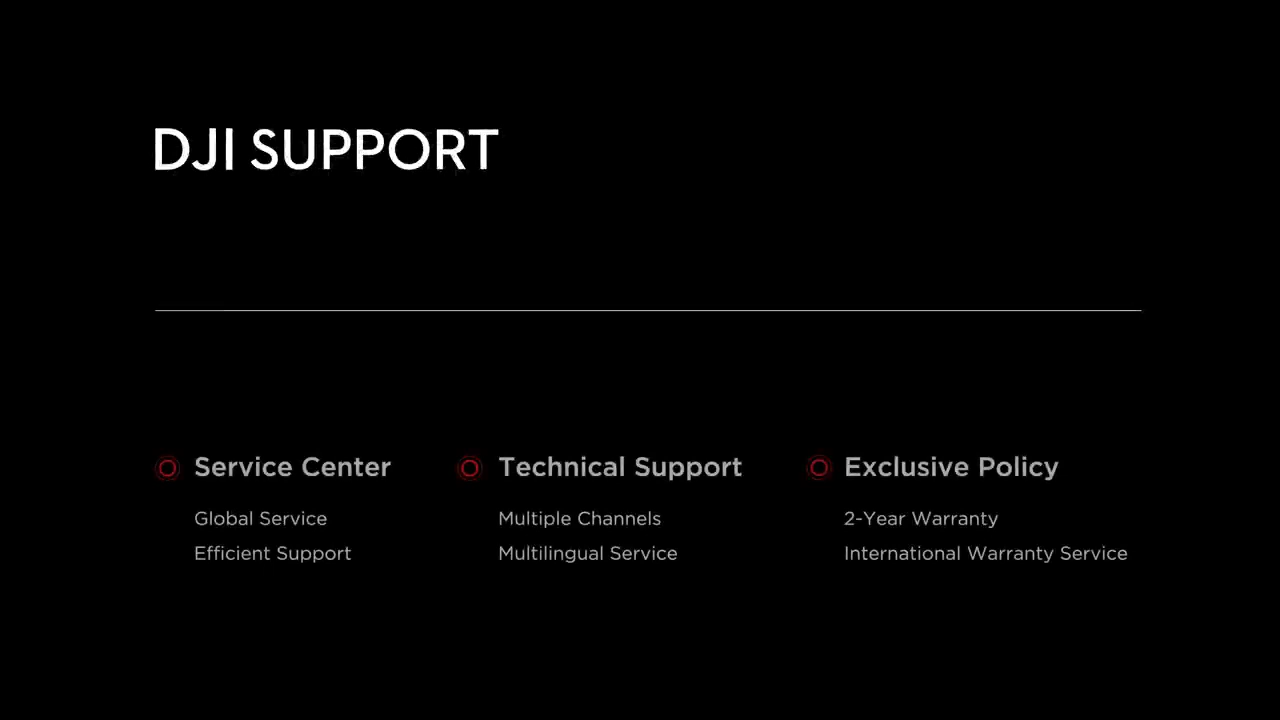 DJI SUPPORT
Service Center
Global Service
Efficient Support
Technical Support
Multiple Channels
Multilingual Service
Exclusive Policy
2-Year Warranty
International Warranty Service